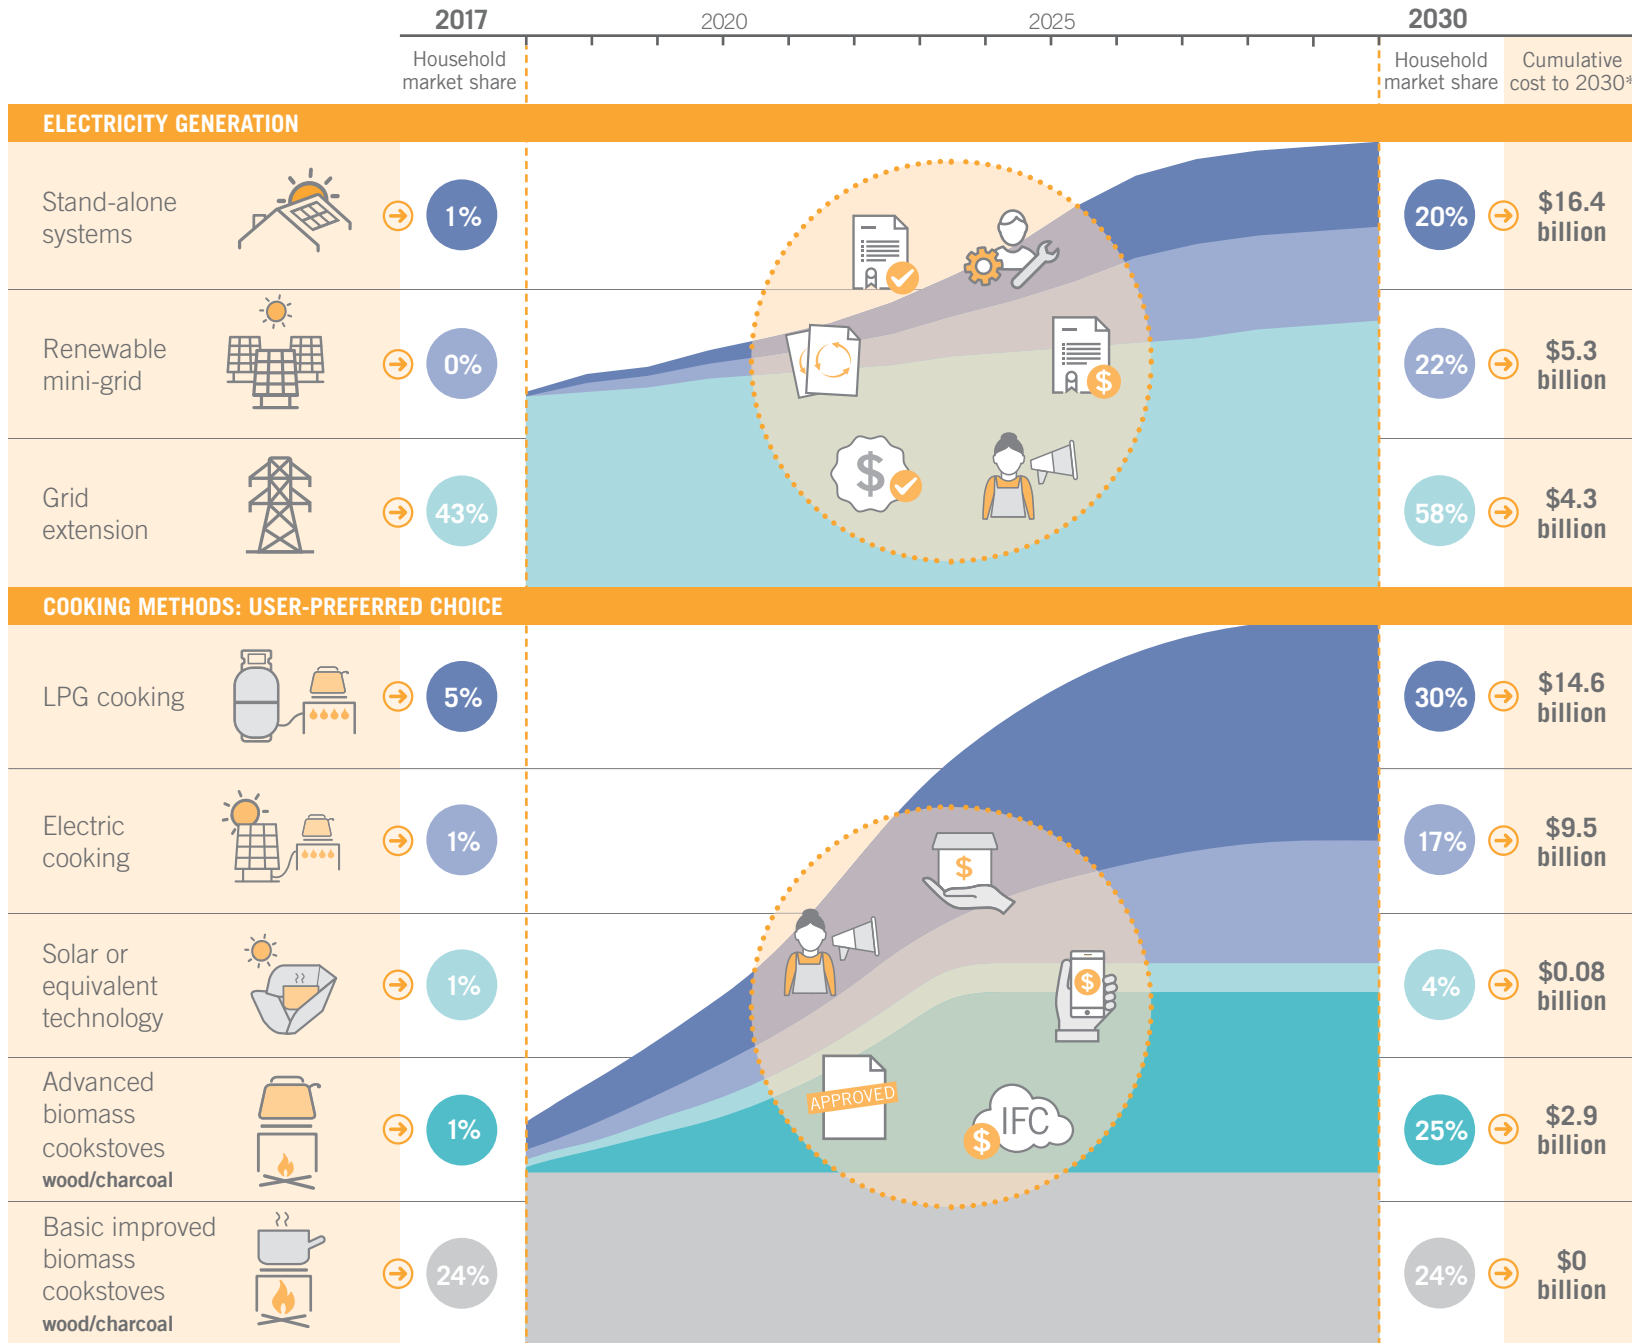 2017
2020
2025
2030
Household
market share
Household
market share
Cumulative
cost to 2030*
ELECTRICITY GENERATION
Stand-alone
systems
1%
20%
$16.4
billion
Renewable
mini-grid
0%
22%
$5.3
billion
$
Grid
extension
43%
$
58%
$4.3
billion
COOKING METHODS: USER-PREFERRED CHOICE
LPG cooking
5%
30%
$14.6
billion
Electric
cooking
1%
$
17%
$9.5
billion
Solar or
equivalent
technology
1%
$
4%
$0.08
billion
Advanced
biomass
cookstoves
wood/charcoal
1%
APPROVED
IFC
$
25%
$2.9
billion
Basic improved
biomass
cookstoves
wood/charcoal
24%
24%
$0
billion